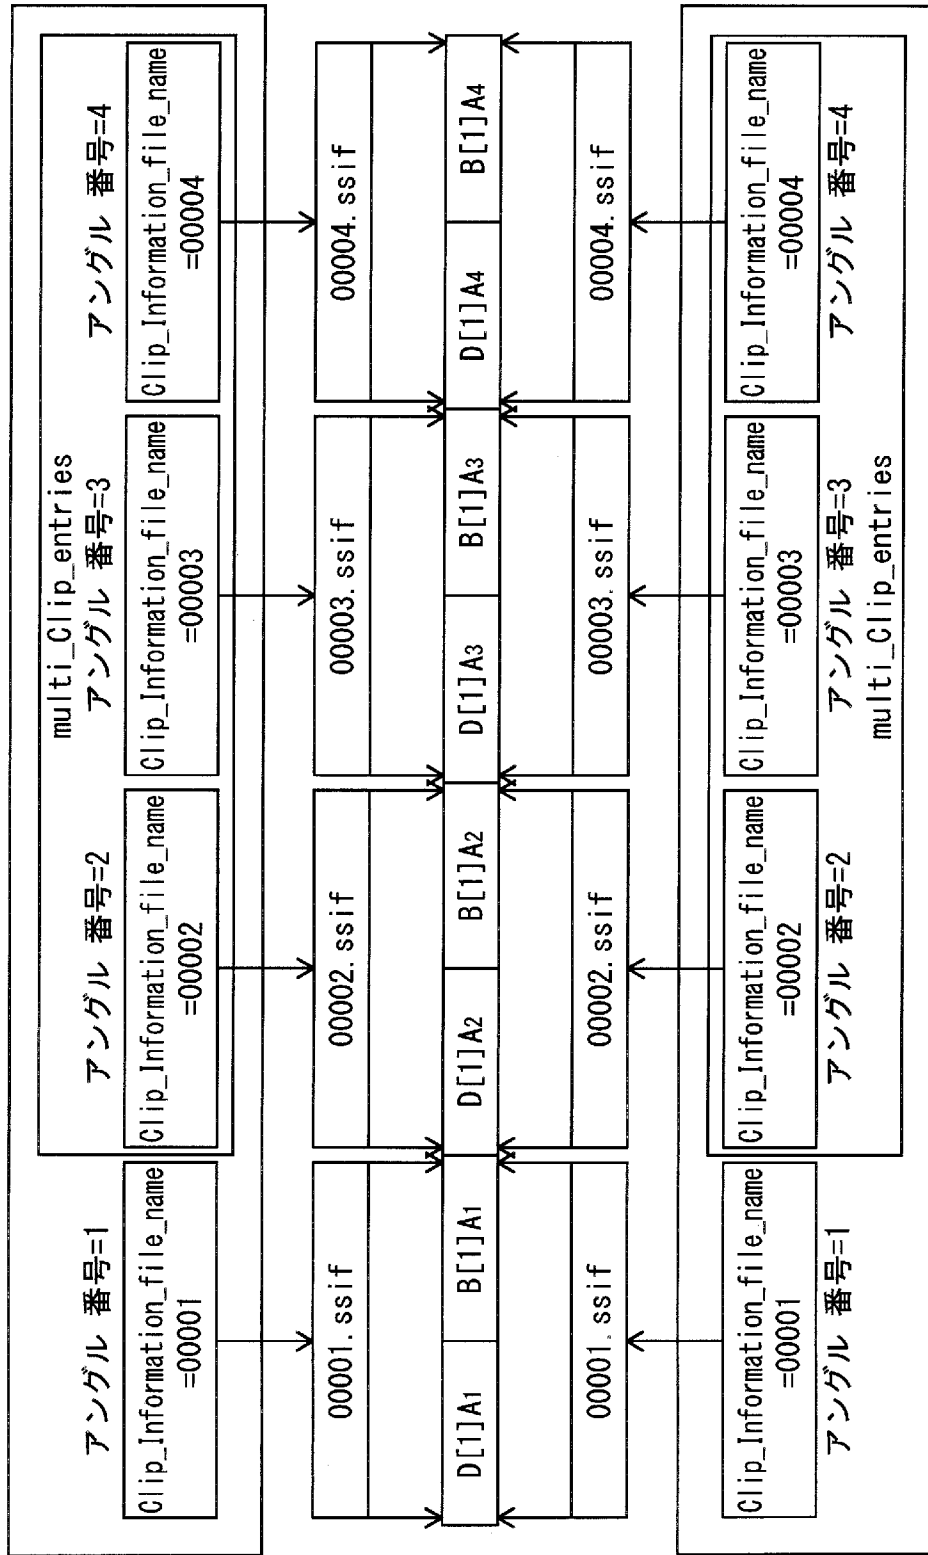 multi_Clip_entries
アングル 番号=1
アングル 番号=2
アングル 番号=3
アングル 番号=4
Clip_Information_file_name
=00001
Clip_Information_file_name
=00002
Clip_Information_file_name
=00003
Clip_Information_file_name
=00004
00001.ssif
00002.ssif
00003.ssif
00004.ssif
D[1]A1
B[1]A1
D[1]A2
B[1]A2
D[1]A3
B[1]A3
D[1]A4
B[1]A4
00001.ssif
00002.ssif
00003.ssif
00004.ssif
Clip_Information_file_name
=00001
Clip_Information_file_name
=00002
Clip_Information_file_name
=00003
Clip_Information_file_name
=00004
アングル 番号=1
アングル 番号=2
アングル 番号=3
アングル 番号=4
multi_Clip_entries